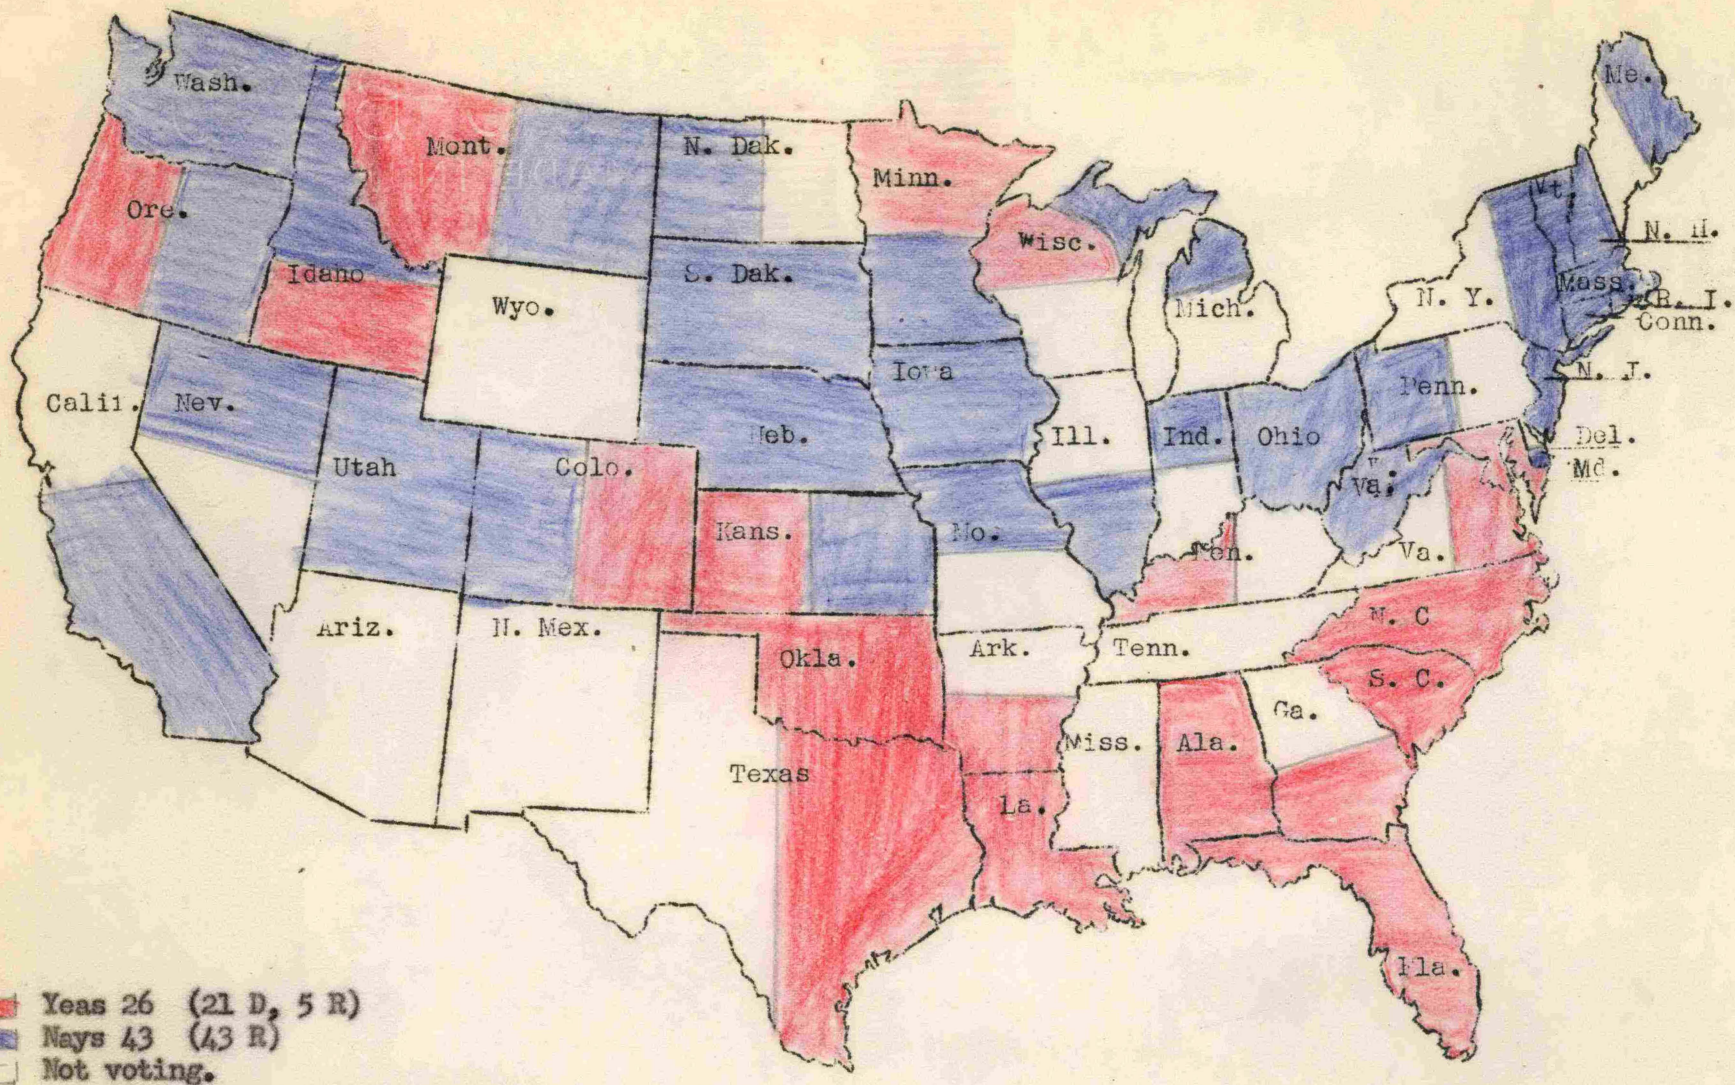 Me.
Wash.
Mont.
N. Dak.
Minn.
Vt.
Ore.
Wisc.
N. H.
Idaho
S. Dak.
Mass.
Wyo.
Mich.
N. Y.
R. I.
Conn.
Iowa
N. J.
Nev.
Penn.
Neb.
Ill.
Ind.
Ohio
Del.
Utah
Colo.
Md.
Va.
Kans.
Mo.
Va.
Ariz.
N. Mex.
Okla.
Ark.
Tenn.
N. C
S. C.
Ga.
Miss.
Ala.
Texas
La.
Fla.
Yeas 26 (21 D, 5 R)
Nays 43 (43 R)
Not voting.